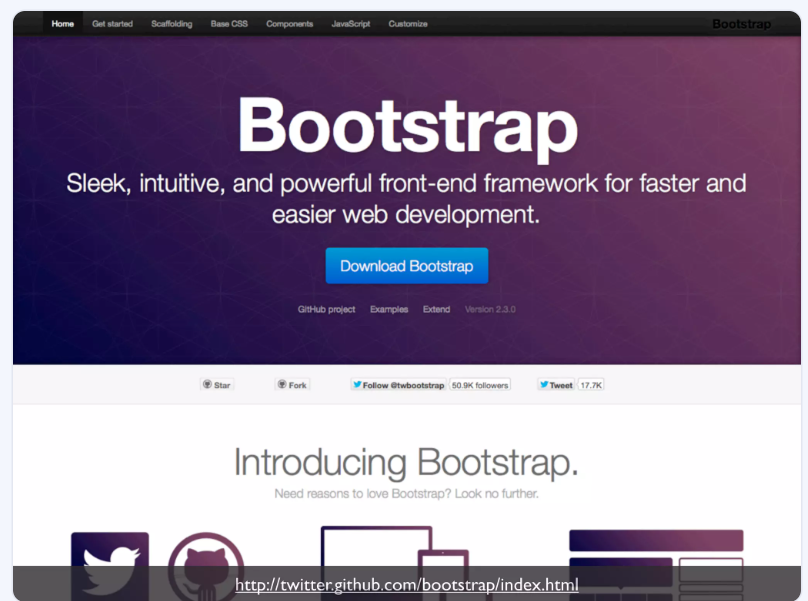 Home Get started Scaffolding Base CSS Components JavaScript Customize Bootstrap
Bootstrap
Sleek, intuitive, and powerful front-end framework for faster and
easier web development.
Download Bootstrap
GitHub project Examples Extend Version 2.3.0
Star Fork Follow @twbootstrap 50.9K followers Tweet 17.7K
Introducing Bootstrap.
Need reasons to love Bootstrap? Look no further.
http://twitter.github.com/bootstrap/index.html